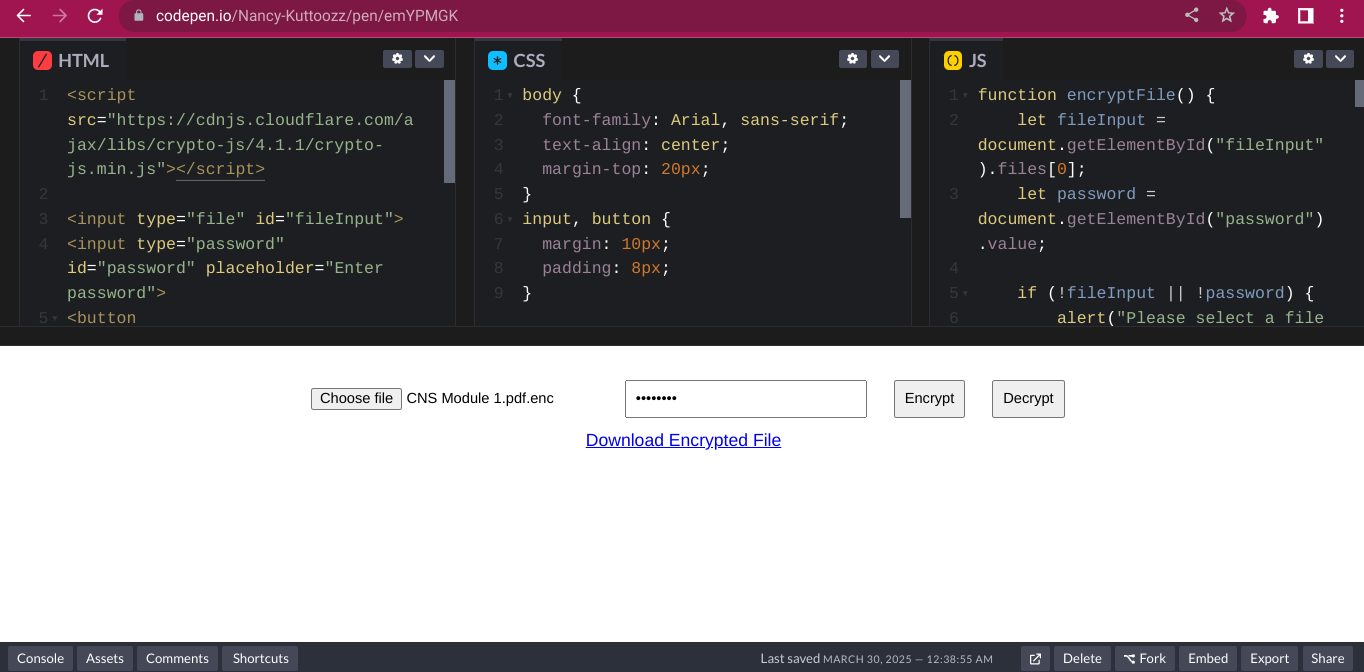 codepen.io/Nancy-Kuttoozz/pen/emYPMGK
HTML
1 <script
src="https://cdnjs.cloudflare.com/a
jax/libs/crypto-js/4.1.1/crypto-
js.min.js"></script>
2
3 <input type="file" id="fileInput">
4 <input type="password"
id="password" placeholder="Enter
password">
5 <button
CSS
1 body {
2 font-family: Arial, sans-serif;
3 text-align: center;
4 margin-top: 20px;
5 }
6 input, button {
7 margin: 10px;
8 padding: 8px;
9 }
JS
1 function encryptFile() {
2 let fileInput =
document.getElementById("fileInput"
).files[0];
3 let password =
document.getElementById("password")
.value;
4
5 if (!fileInput || !password) {
6 alert("Please select a file
Choose file CNS Module 1.pdf.enc Encrypt Decrypt
Download Encrypted File
Console Assets Comments Shortcuts Last saved MARCH 30, 2025 — 12:38:55 AM Delete Fork Embed Export Share